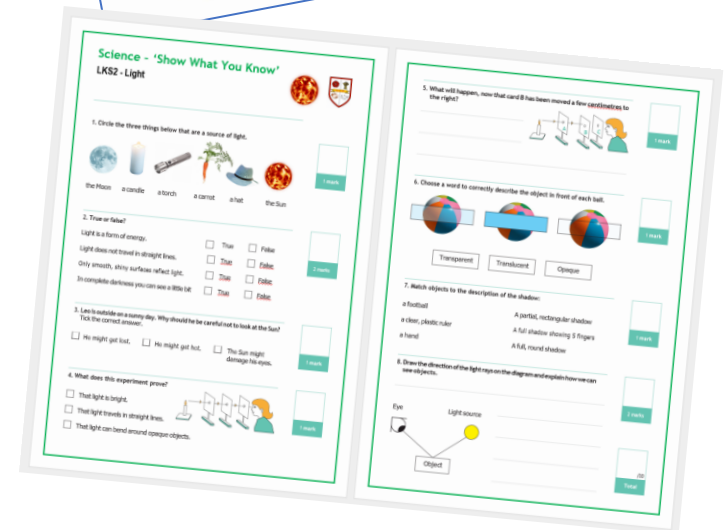 Science - 'Show What You Know'
LKS2 - Light
1. Circle the three things below that are a source of light.
the Moon a candle a torch a carrot a hat the Sun
1 mark
2. True or false?
Light is a form of energy. True False
Light does not travel in straight lines. True False
Only smooth, shiny surfaces reflect light. True False
In complete darkness you can see a little bit True False
2 marks
3. Leo is outside on a sunny day. Why should he be careful not to look at the Sun?
Tick the correct answer.
He might get lost. He might get hot. The Sun might
damage his eyes.
1 mark
4. What does this experiment prove?
That light is bright.
That light travels in straight lines.
That light can bend around opaque objects.
1 mark
5. What will happen, now that card B has been moved a few centimetres to
the right?
1 mark
6. Choose a word to correctly describe the object in front of each ball.
1 mark
Transparent Translucent Opaque
7. Match objects to the description of the shadow:
a football A partial, rectangular shadow
a clear, plastic ruler A full shadow showing 5 fingers
a hand A full, round shadow
1 mark
8. Draw the direction of the light rays on the diagram and explain how we can
see objects.
2 marks
Eye Light source
Object
Total